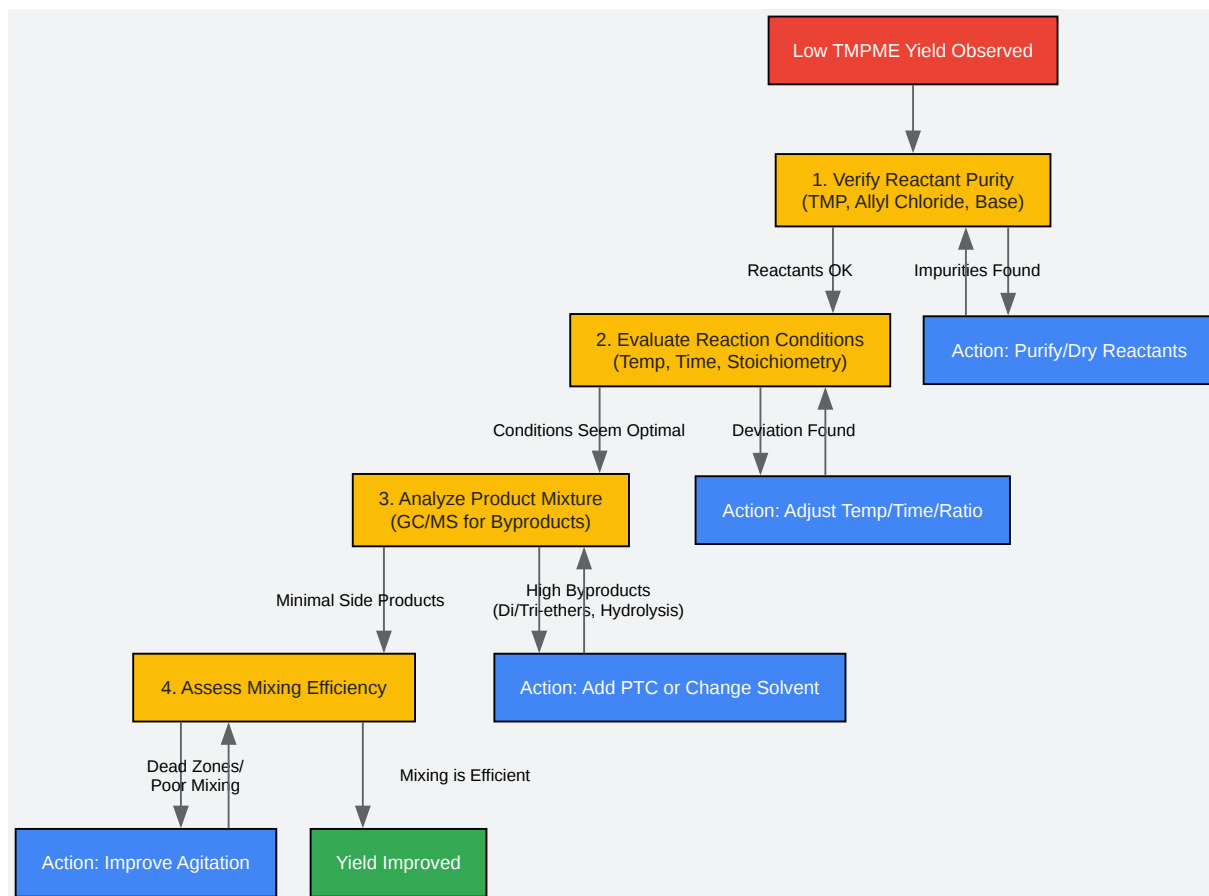 Low TMPME Yield Observed
1. Verify Reactant Purity
(TMP, Allyl Chloride, Base)
Reactants OK
Impurities Found
2. Evaluate Reaction Conditions
(Temp, Time, Stoichiometry)
Action: Purify/Dry Reactants
Conditions Seem Optimal
Deviation Found
3. Analyze Product Mixture
(GC/MS for Byproducts)
Action: Adjust Temp/Time/Ratio
Minimal Side Products
High Byproducts
(Di/Tri-ethers, Hydrolysis)
4. Assess Mixing Efficiency
Action: Add PTC or Change Solvent
Dead Zones/
Poor Mixing
Mixing is Efficient
Action: Improve Agitation
Yield Improved